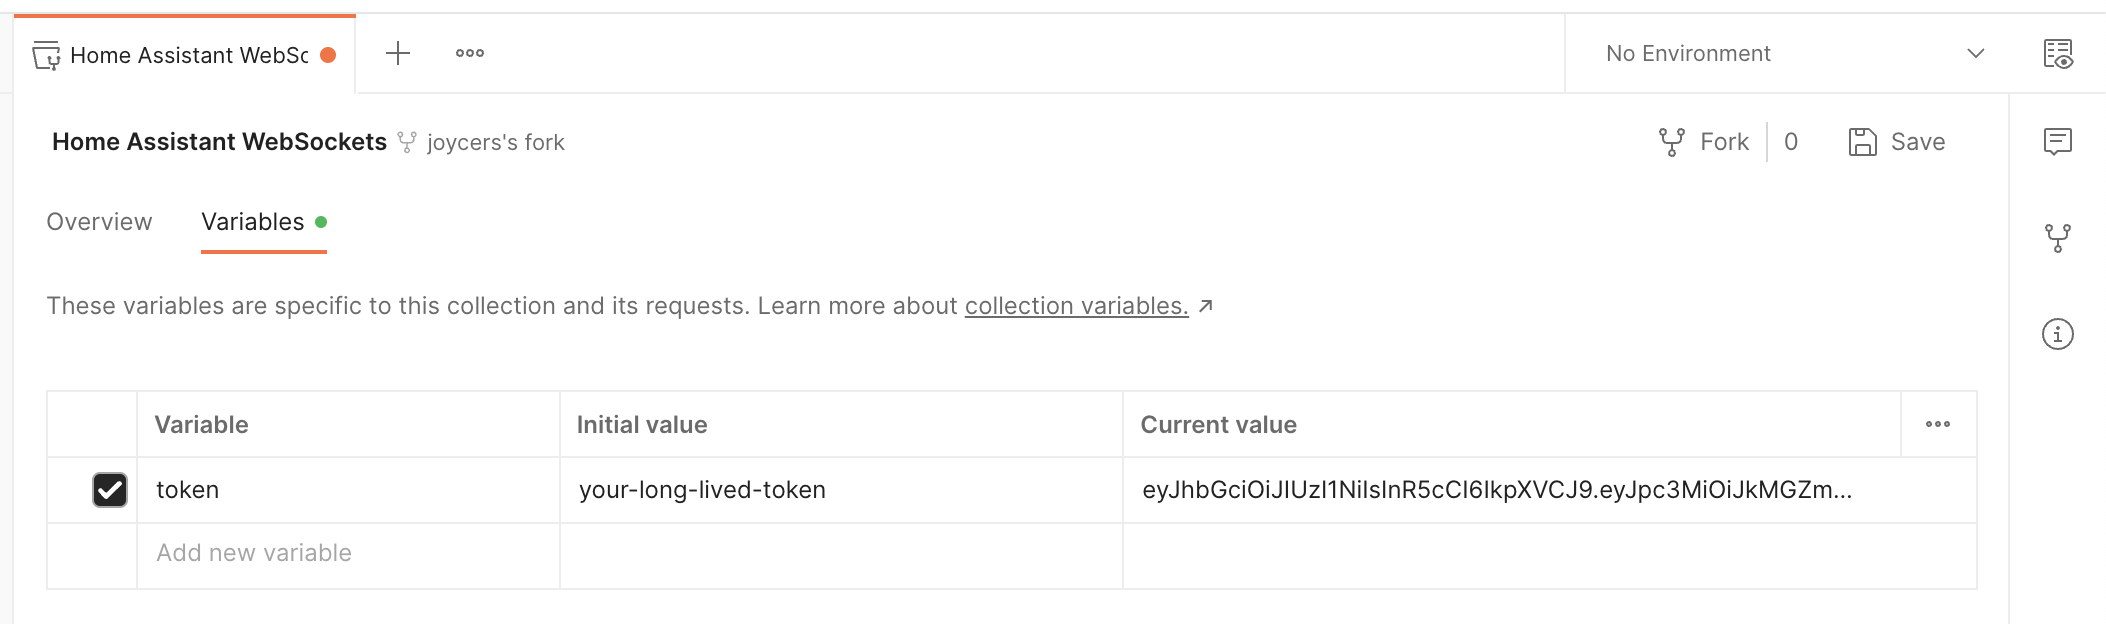 Home Assistant WebSc
No Environment
Home Assistant WebSockets joycers's fork
Fork 0 Save
Overview Variables
These variables are specific to this collection and its requests. Learn more about collection variables. ↗
Variable Initial value Current value
token your-long-lived-token eyJhbGciOiJIUzI1NiIsInR5cCI6IkpXVCJ9.eyJpc3MiOiJkMGZm...
Add new variable